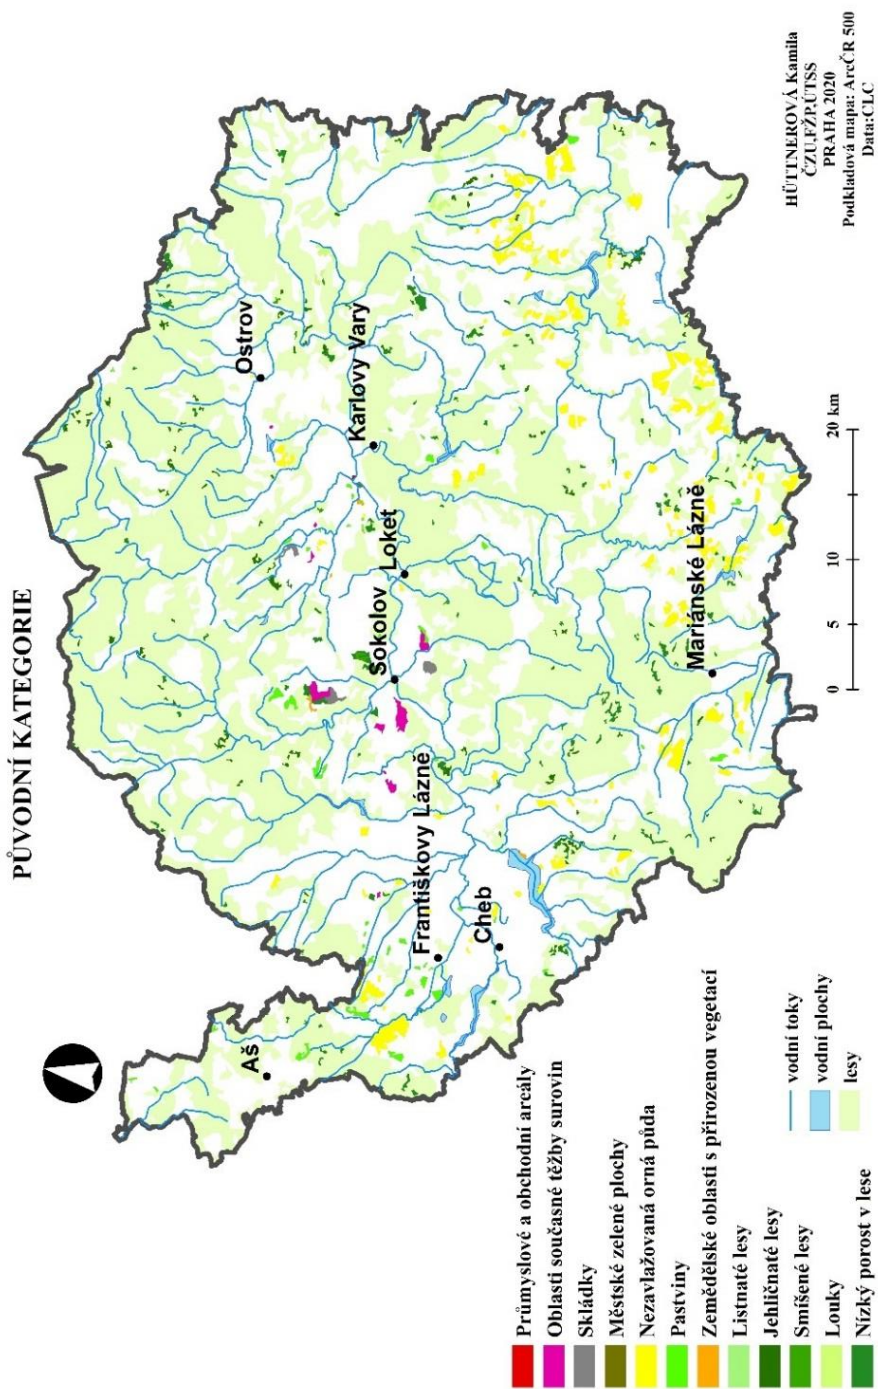 PŮVODNÍ KATEGORIE
Aš
Františkovy Lázně
Cheb
Sokolov
Loket
Karlovy Vary
Ostrov
Mariánské Lázně
Průmyslové a obchodní areály
Oblasti současné těžby surovin
Skládky
Městské zelené plochy
Nezavlažovaná orná půda
Pastviny
Zemědělské oblasti s přirozenou vegetací
Listnaté lesy
Jehličnaté lesy
Smíšené lesy
Louky
Nízký porost v lese
vodní toky
vodní plochy
lesy
0 5 10 20 km
HÜTTNEROVÁ Kamila
ČZU,FŽP,ÚTSS
PRAHA 2020
Podkladová mapa: ArcČR 500
Data:CLC